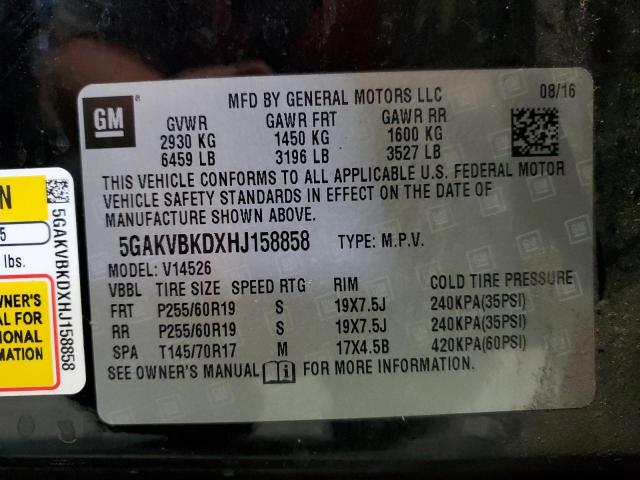 GM ®
MFD BY GENERAL MOTORS LLC 08/16
GVWR GAWR FRT GAWR RR
2930 KG 1450 KG 1600 KG
6459 LB 3196 LB 3527 LB
THIS VEHICLE CONFORMS TO ALL APPLICABLE U.S. FEDERAL MOTOR
VEHICLE SAFETY STANDARDS IN EFFECT ON THE DATE OF
MANUFACTURE SHOWN ABOVE.
5GAKVBKDXHJ158858 TYPE: M.P.V.
MODEL: V14526
VBBL TIRE SIZE SPEED RTG RIM COLD TIRE PRESSURE
FRT P255/60R19 S 19X7.5J 240KPA(35PSI)
RR P255/60R19 S 19X7.5J 240KPA(35PSI)
SPA T145/70R17 M 17X4.5B 420KPA(60PSI)
SEE OWNER'S MANUAL i FOR MORE INFORMATION.
N
5
lbs.
OWNER'S
AL FOR
IONAL
MATION
5GAKVBKDXHJ158858